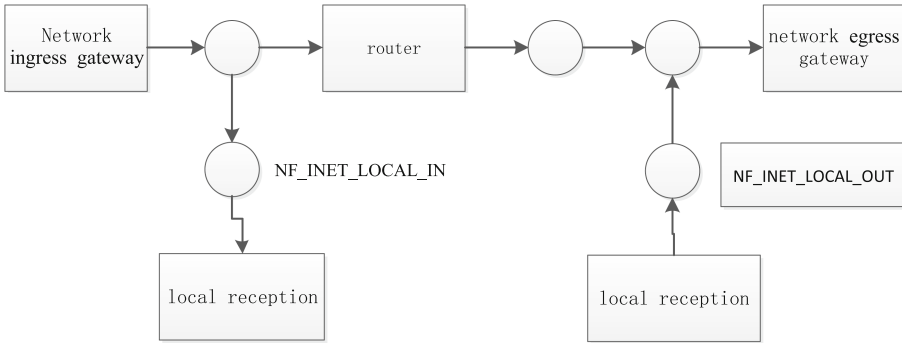 Network
ingress gateway
router
network egress
gateway
NF_INET_LOCAL_IN
NF_INET_LOCAL_OUT
local reception
local reception